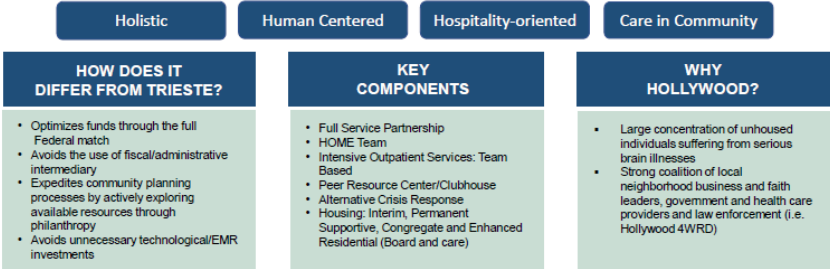 Holistic
Human Centered
Hospitality-oriented
Care in Community
HOW DOES IT
DIFFER FROM TRIESTE?
• Optimizes funds through the full
Federal match
• Avoids the use of fiscal/administrative
intermediary
• Expedites community planning
processes by actively exploring
available resources through
philanthropy
• Avoids unnecessary technological/EMR
investments
KEY
COMPONENTS
• Full Service Partnership
• HOME Team
• Intensive Outpatient Services: Team
Based
• Peer Resource Center/Clubhouse
• Alternative Crisis Response
• Housing: Interim, Permanent
Supportive, Congregate and Enhanced
Residential (Board and care)
WHY
HOLLYWOOD?
▪ Large concentration of unhoused
individuals suffering from serious
brain illnesses
▪ Strong coalition of local
neighborhood business and faith
leaders, government and health care
providers and law enforcement (i.e.
Hollywood 4WRD)